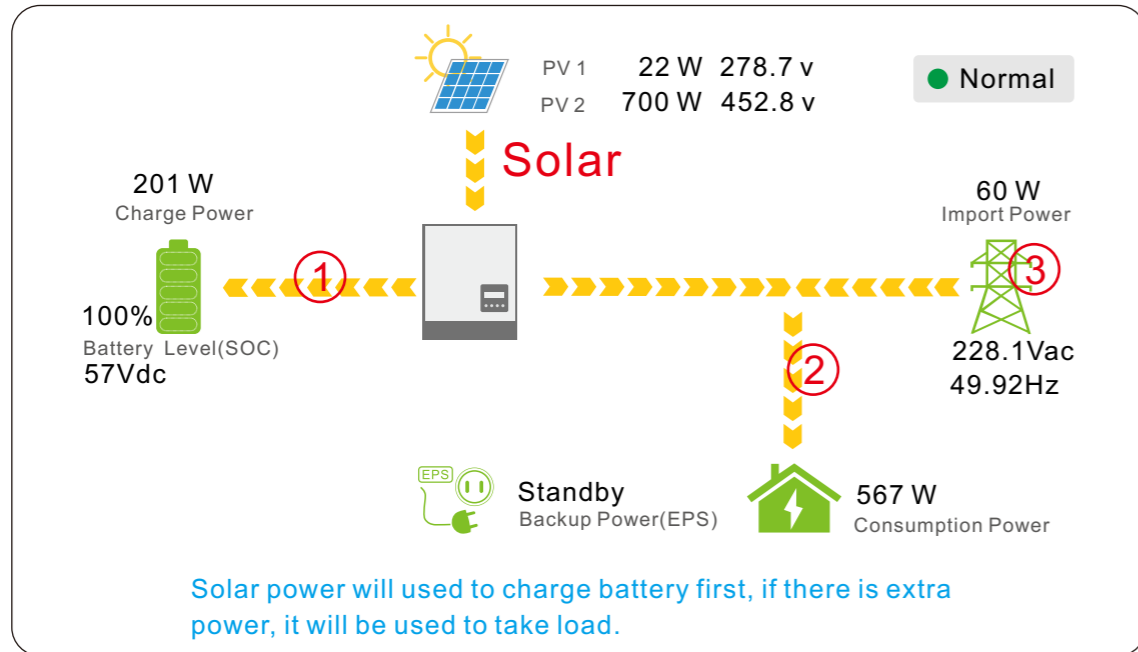 PV 1 22 W 278.7 v
PV 2 700 W 452.8 v
Normal
Solar
201 W
Charge Power
60 W
Import Power
1
3
100%
Battery Level(SOC)
57Vdc
228.1Vac
49.92Hz
2
EPS
Standby
Backup Power(EPS)
567 W
Consumption Power
Solar power will used to charge battery first, if there is extra
power, it will be used to take load.